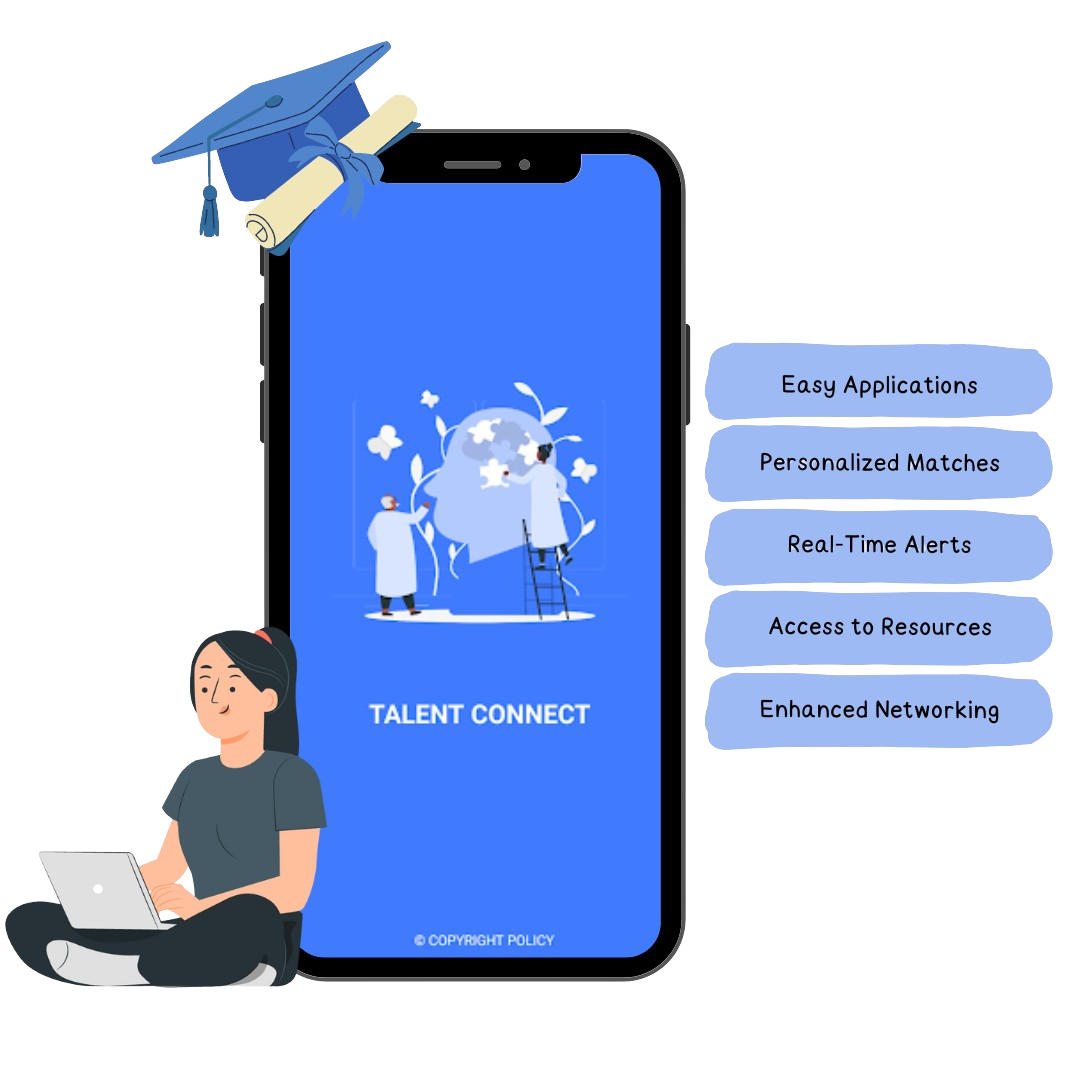 Easy Applications
Personalized Matches
Real-Time Alerts
Access to Resources
Enhanced Networking
TALENT CONNECT
© COPYRIGHT POLICY